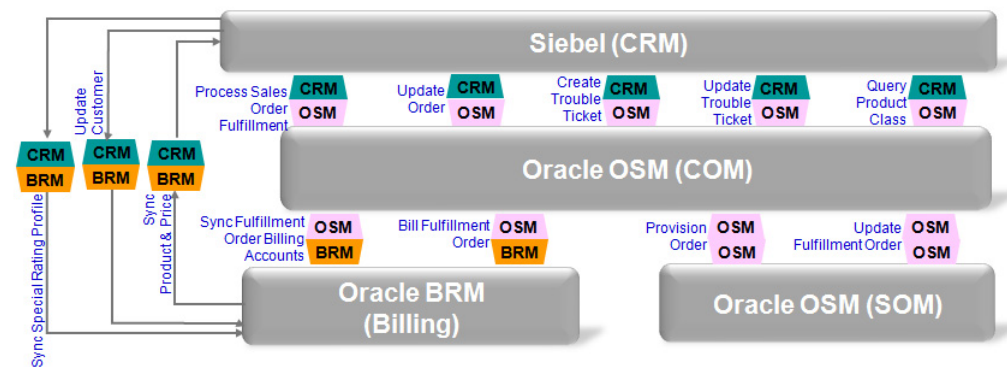 Siebel (CRM)
Update
Customer
Process Sales
Order
Fulfillment
CRM
OSM
Update
Order
CRM
OSM
Create
Trouble
Ticket
CRM
OSM
Update
Trouble
Ticket
CRM
OSM
Query
Product
Class
CRM
OSM
CRM
BRM
CRM
BRM
CRM
BRM
Oracle OSM (COM)
Sync Special Rating Profile
Sync
Product & Price
Sync Fulfillment
Order Billing
Accounts
OSM
BRM
Bill Fulfillment
Order
OSM
BRM
Provision
Order
OSM
OSM
Update
Fulfillment Order
OSM
OSM
Oracle BRM
(Billing)
Oracle OSM (SOM)